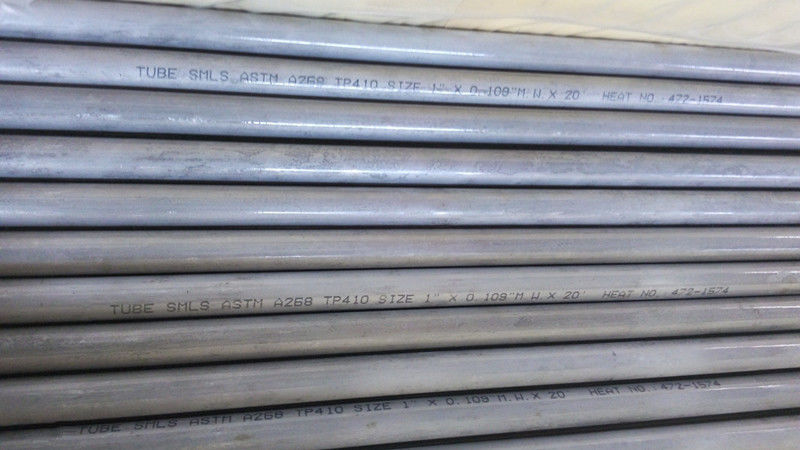 TUBE SMLS ASTM A268 TP410 SIZE 1" X 0.109"M.W.X 20' HEAT NO.:472-1574
TUBE SMLS ASTM A268 TP410 SIZE 1" X 0.109"M.W.X 20' HEAT NO.:472-1574
TUBE SMLS ASTM A268 TP410 SIZE 1" X 0.109 M.W.X 20 HEAT NO.:472-1574